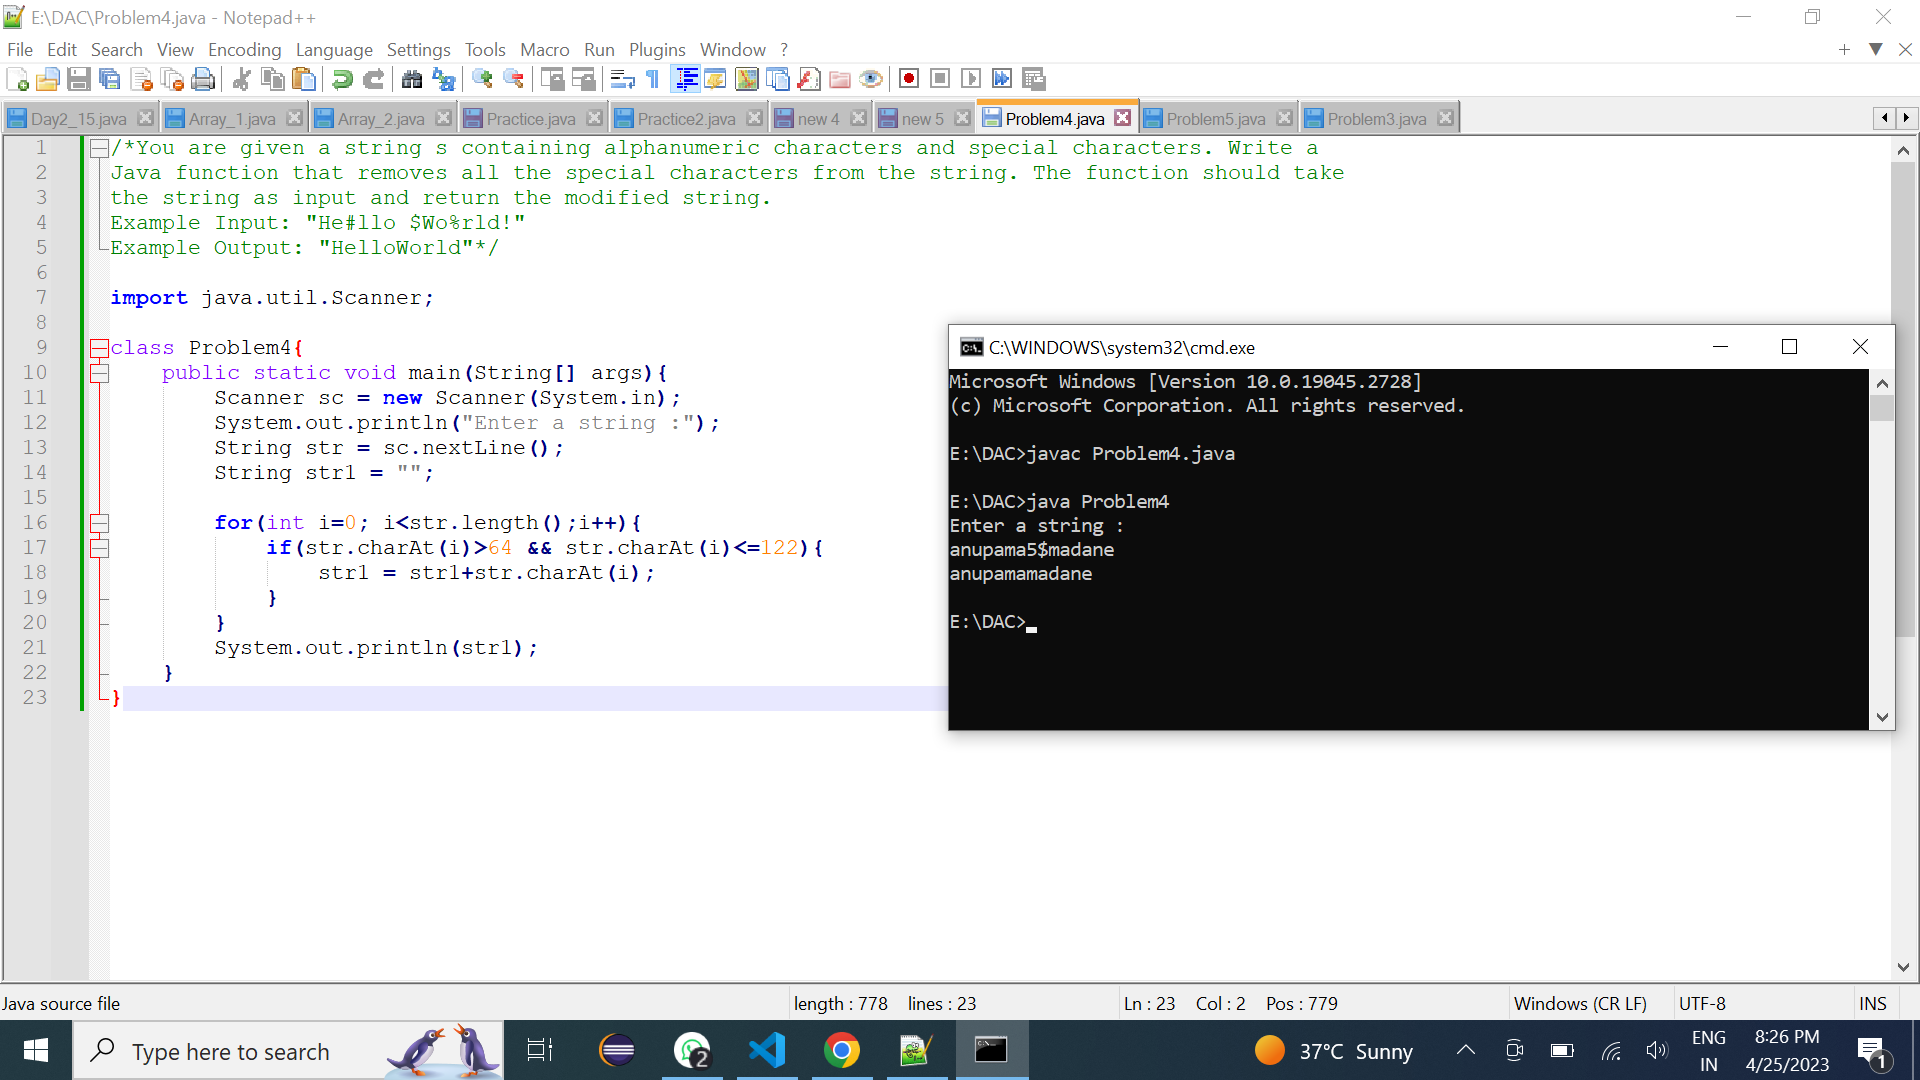 E:\DAC\Problem4.java - Notepad++
File Edit Search View Encoding Language Settings Tools Macro Run Plugins Window ?
Day2_15.java Array_1.java Array_2.java Practice.java Practice2.java new 4 new 5 Problem4.java Problem5.java Problem3.java
1 /*You are given a string s containing alphanumeric characters and special characters. Write a
2 Java function that removes all the special characters from the string. The function should take
3 the string as input and return the modified string.
4 Example Input: "He#llo $Wo%rld!"
5 Example Output: "HelloWorld"*/
6
7 import java.util.Scanner;
8
9 class Problem4{
10 public static void main(String[] args){
11 Scanner sc = new Scanner(System.in);
12 System.out.println("Enter a string :");
13 String str = sc.nextLine();
14 String str1 = "";
15
16 for(int i=0; i<str.length();i++){
17 if(str.charAt(i)>64 && str.charAt(i)<=122){
18 str1 = str1+str.charAt(i);
19 }
20 }
21 System.out.println(str1);
22 }
23 }
C:\WINDOWS\system32\cmd.exe
Microsoft Windows [Version 10.0.19045.2728]
(c) Microsoft Corporation. All rights reserved.
E:\DAC>javac Problem4.java
E:\DAC>java Problem4
Enter a string :
anupama5$madane
anupamamadane
E:\DAC>
Java source file length : 778 lines : 23 Ln : 23 Col : 2 Pos : 779 Windows (CR LF) UTF-8 INS
Type here to search 2 37°C Sunny ENG IN 8:26 PM 4/25/2023 1